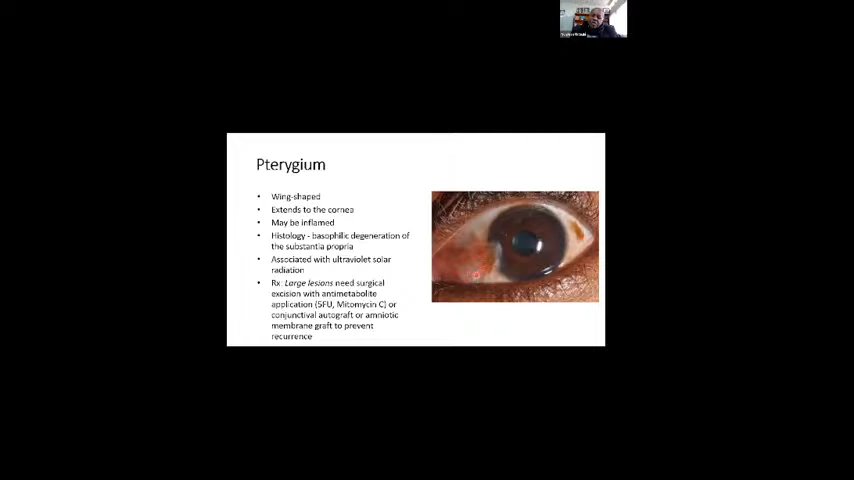 Pterygium
• Wing-shaped
• Extends to the cornea
• May be inflamed
• Histology - basophilic degeneration of
the substantia propria
• Associated with ultraviolet solar
radiation
• Rx: Large lesions need surgical
excision with antimetabolite
application (5FU, Mitomycin C) or
conjunctival autograft or amniotic
membrane graft to prevent
recurrence